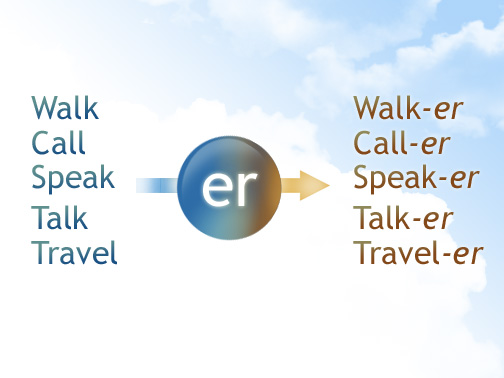 Walk
Call
Speak
Talk
Travel
er
Walk-er
Call-er
Speak-er
Talk-er
Travel-er